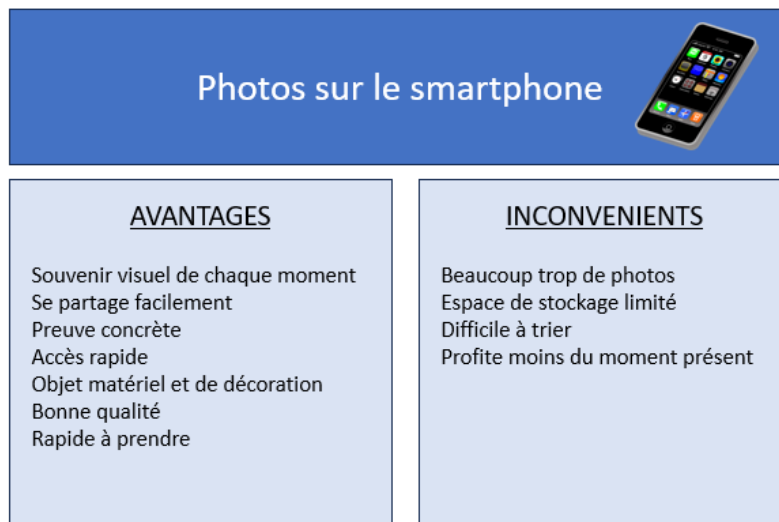 Photos sur le smartphone
AVANTAGES
Souvenir visuel de chaque moment
Se partage facilement
Preuve concrète
Accès rapide
Objet matériel et de décoration
Bonne qualité
Rapide à prendre
INCONVENIENTS
Beaucoup trop de photos
Espace de stockage limité
Difficile à trier
Profite moins du moment présent